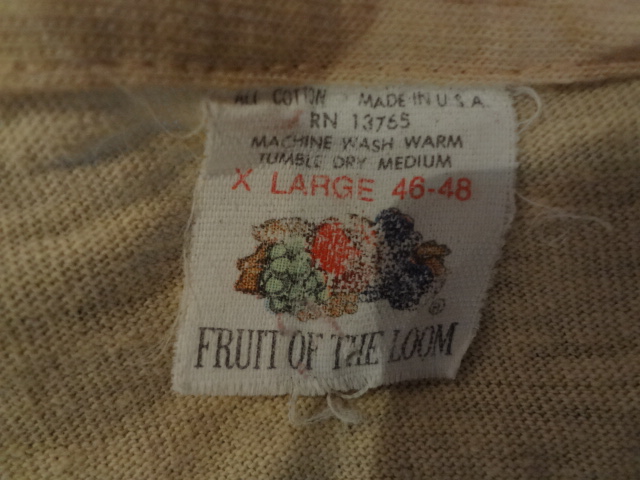 ALL COTTON MADE IN U.S.A.
RN 13765
MACHINE WASH WARM
TUMBLE DRY MEDIUM
X LARGE 46-48
®
FRUIT OF THE LOOM